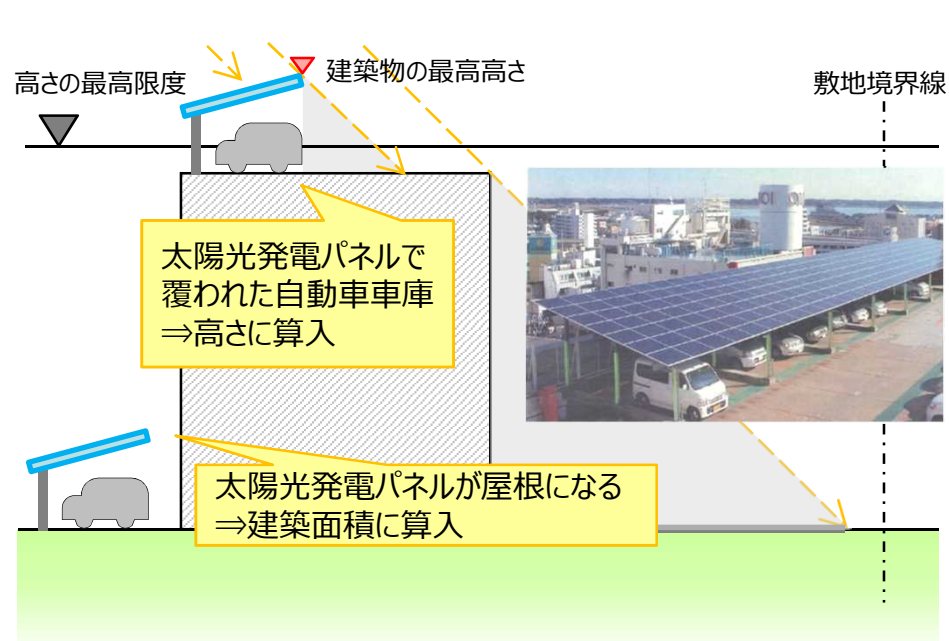 高さの最高限度
建築物の最高高さ
敷地境界線
太陽光発電パネルで
覆われた自動車車庫
⇒高さに算入
太陽光発電パネルが屋根になる
⇒建築面積に算入